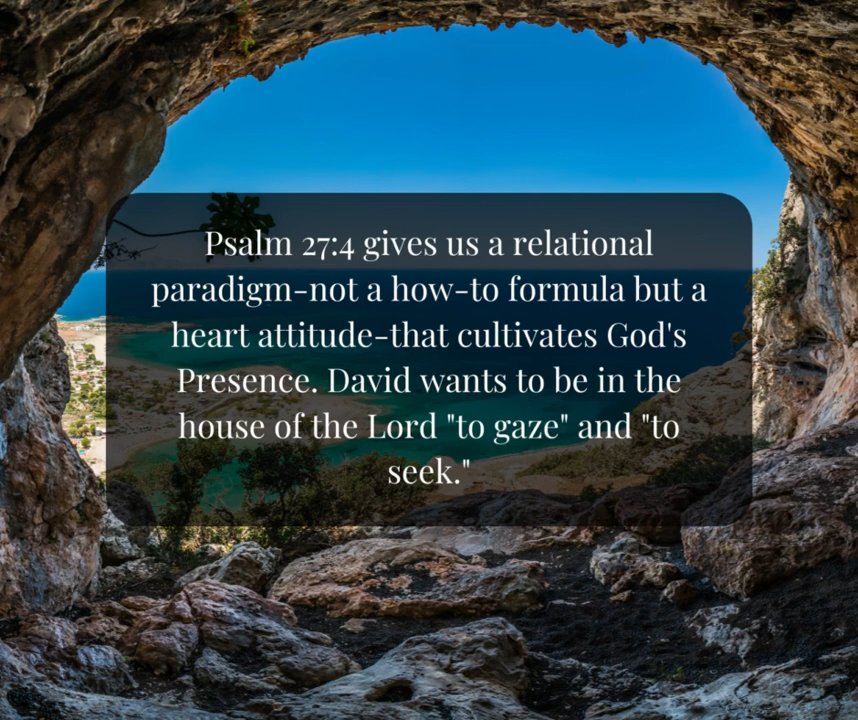 Psalm 27:4 gives us a relational
paradigm-not a how-to formula but a
heart attitude-that cultivates God's
Presence. David wants to be in the
house of the Lord "to gaze" and "to
seek."